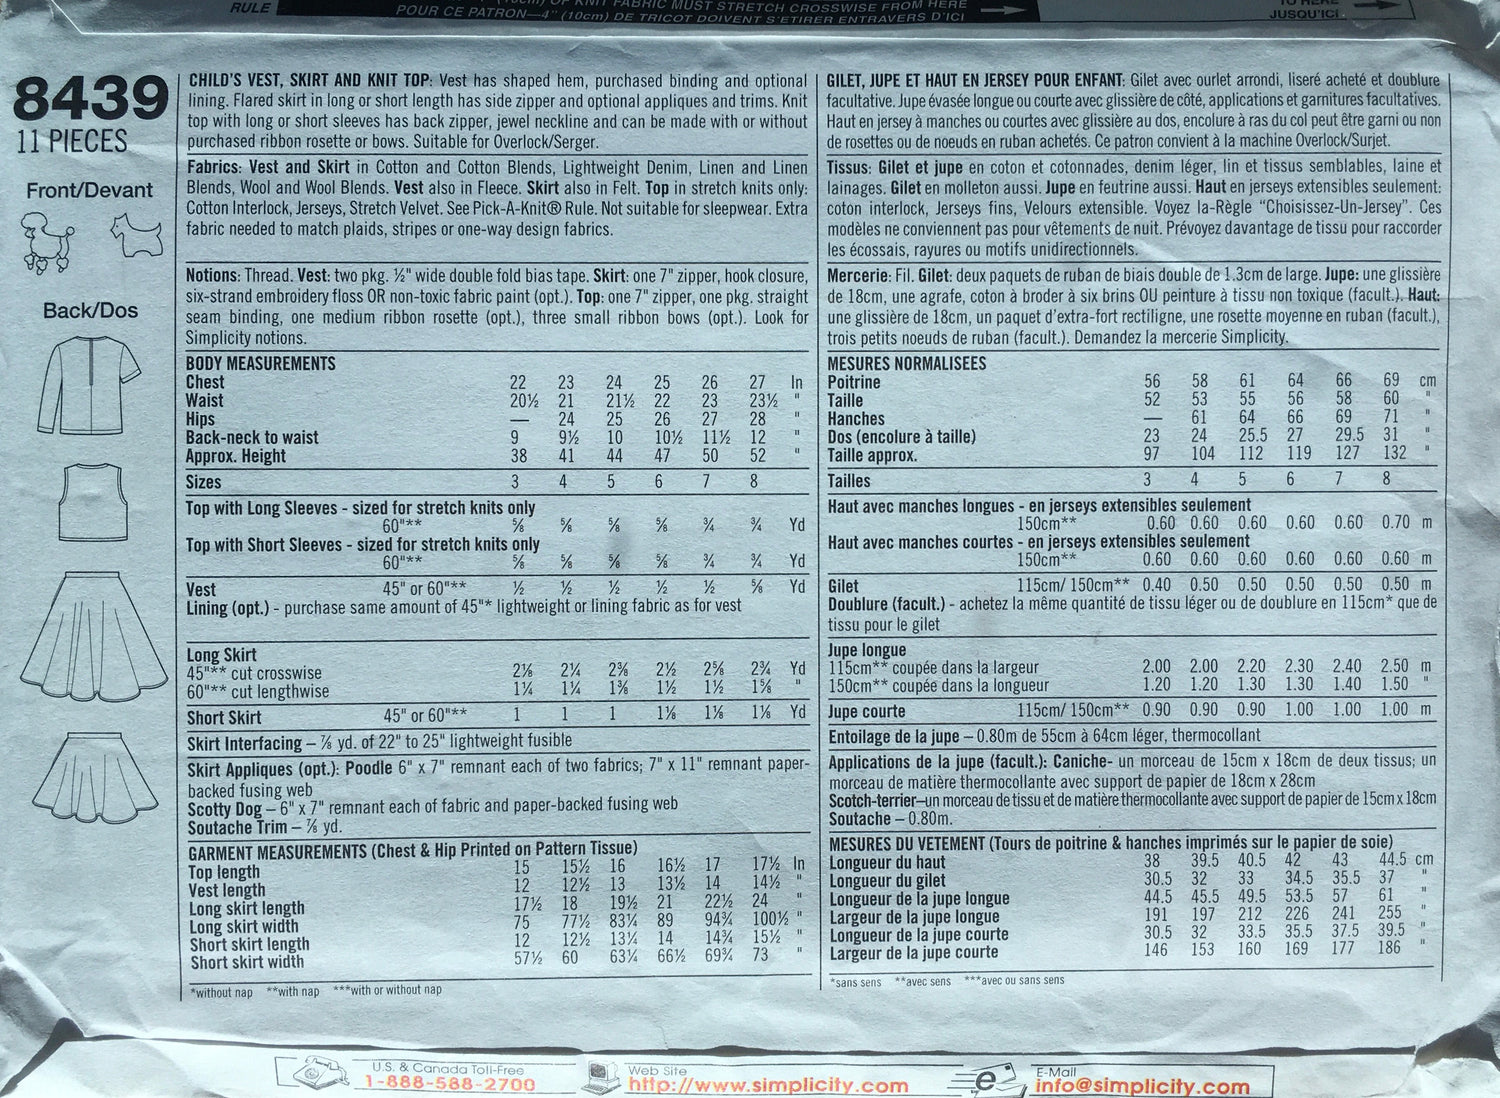 RULE
KNIT FABRIC MUST STRETCH CROSSWISE FROM HERE
POUR CE PATRON—4" (10cm) DE TRICOT DOIVENT S'ETIRER ENTRAVERS D'ICI
TO HERE
JUSQU'ICI
8439
11 PIECES
Front/Devant
Back/Dos
CHILD'S VEST, SKIRT AND KNIT TOP: Vest has shaped hem, purchased binding and optional
lining. Flared skirt in long or short length has side zipper and optional appliques and trims. Knit
top with long or short sleeves has back zipper, jewel neckline and can be made with or without
purchased ribbon rosette or bows. Suitable for Overlock/Serger.
Fabrics: Vest and Skirt in Cotton and Cotton Blends, Lightweight Denim, Linen and Linen
Blends, Wool and Wool Blends. Vest also in Fleece. Skirt also in Felt. Top in stretch knits only:
Cotton Interlock, Jerseys, Stretch Velvet. See Pick-A-Knit® Rule. Not suitable for sleepwear. Extra
fabric needed to match plaids, stripes or one-way design fabrics.
Notions: Thread. Vest: two pkg. ½" wide double fold bias tape. Skirt: one 7" zipper, hook closure,
six-strand embroidery floss OR non-toxic fabric paint (opt.). Top: one 7" zipper, one pkg. straight
seam binding, one medium ribbon rosette (opt.), three small ribbon bows (opt.). Look for
Simplicity notions.
BODY MEASUREMENTS
Chest 22 23 24 25 26 27 In
Waist 20½ 21 21½ 22 23 23½ "
Hips — 24 25 26 27 28 "
Back-neck to waist 9 9½ 10 10½ 11½ 12 "
Approx. Height 38 41 44 47 50 52 "
Sizes 3 4 5 6 7 8
Top with Long Sleeves - sized for stretch knits only
60"** ⅝ ⅝ ⅝ ⅝ ¾ ¾ Yd
Top with Short Sleeves - sized for stretch knits only
60"** ⅝ ⅝ ⅝ ⅝ ¾ ¾ Yd
Vest 45" or 60"** ½ ½ ½ ½ ½ ⅝ Yd
Lining (opt.) - purchase same amount of 45"* lightweight or lining fabric as for vest
Long Skirt
45"** cut crosswise 2⅛ 2¼ 2⅜ 2½ 2⅝ 2¾ Yd
60"** cut lengthwise 1¼ 1¼ 1⅜ 1½ 1½ 1⅝ "
Short Skirt 45" or 60"** 1 1 1 1⅛ 1⅛ 1⅛ Yd
Skirt Interfacing – ⅞ yd. of 22" to 25" lightweight fusible
Skirt Appliques (opt.): Poodle 6" x 7" remnant each of two fabrics; 7" x 11" remnant paper-
backed fusing web
Scotty Dog – 6" x 7" remnant each of fabric and paper-backed fusing web
Soutache Trim – ⅞ yd.
GARMENT MEASUREMENTS (Chest & Hip Printed on Pattern Tissue)
Top length 15 15½ 16 16½ 17 17½ In
Vest length 12 12½ 13 13½ 14 14½ "
Long skirt length 17½ 18 19½ 21 22½ 24 "
Long skirt width 75 77½ 83¼ 89 94¾ 100½ "
Short skirt length 12 12½ 13¼ 14 14¾ 15½ "
Short skirt width 57½ 60 63¼ 66½ 69¾ 73 "
*without nap **with nap ***with or without nap
GILET, JUPE ET HAUT EN JERSEY POUR ENFANT: Gilet avec ourlet arrondi, liseré acheté et doublure
facultative. Jupe évasée longue ou courte avec glissière de côté, applications et garnitures facultatives.
Haut en jersey à manches ou courtes avec glissière au dos, encolure à ras du col peut être garni ou non
de rosettes ou de noeuds en ruban achetés. Ce patron convient à la machine Overlock/Surjet.
Tissus: Gilet et jupe en coton et cotonnades, denim léger, lin et tissus semblables, laine et
lainages. Gilet en molleton aussi. Jupe en feutrine aussi. Haut en jerseys extensibles seulement:
coton interlock, Jerseys fins, Velours extensible. Voyez la-Règle "Choisissez-Un-Jersey". Ces
modèles ne conviennent pas pour vêtements de nuit. Prévoyez davantage de tissu pour raccorder
les écossais, rayures ou motifs unidirectionnels.
Mercerie: Fil. Gilet: deux paquets de ruban de biais double de 1.3cm de large. Jupe: une glissière
de 18cm, une agrafe, coton à broder à six brins OU peinture à tissu non toxique (facult.). Haut:
une glissière de 18cm, un paquet d'extra-fort rectiligne, une rosette moyenne en ruban (facult.),
trois petits noeuds de ruban (facult.). Demandez la mercerie Simplicity.
MESURES NORMALISEES
Poitrine 56 58 61 64 66 69 cm
Taille 52 53 55 56 58 60 "
Hanches — 61 64 66 69 71 "
Dos (encolure à taille) 23 24 25.5 27 29.5 31 "
Taille approx. 97 104 112 119 127 132 "
Tailles 3 4 5 6 7 8
Haut avec manches longues - en jerseys extensibles seulement
150cm** 0.60 0.60 0.60 0.60 0.60 0.70 m
Haut avec manches courtes - en jerseys extensibles seulement
150cm** 0.60 0.60 0.60 0.60 0.60 0.60 m
Gilet 115cm/ 150cm** 0.40 0.50 0.50 0.50 0.50 0.50 m
Doublure (facult.) - achetez la même quantité de tissu léger ou de doublure en 115cm* que de
tissu pour le gilet
Jupe longue
115cm** coupée dans la largeur 2.00 2.00 2.20 2.30 2.40 2.50 m
150cm** coupée dans la longueur 1.20 1.20 1.30 1.30 1.40 1.50 "
Jupe courte 115cm/ 150cm** 0.90 0.90 0.90 1.00 1.00 1.00 m
Entoilage de la jupe – 0.80m de 55cm à 64cm léger, thermocollant
Applications de la jupe (facult.): Caniche- un morceau de 15cm x 18cm de deux tissus; un
morceau de matière thermocollante avec support de papier de 18cm x 28cm
Scotch-terrier–un morceau de tissu et de matière thermocollante avec support de papier de 15cm x 18cm
Soutache – 0.80m.
MESURES DU VETEMENT (Tours de poitrine & hanches imprimés sur le papier de soie)
Longueur du haut 38 39.5 40.5 42 43 44.5 cm
Longueur du gilet 30.5 32 33 34.5 35.5 37 "
Longueur de la jupe longue 44.5 45.5 49.5 53.5 57 61 "
Largeur de la jupe longue 191 197 212 226 241 255 "
Longueur de la jupe courte 30.5 32 33.5 35.5 37.5 39.5 "
Largeur de la jupe courte 146 153 160 169 177 186 "
*sans sens **avec sens ***avec ou sans sens
U.S. & Canada Toll-Free
1-888-588-2700
Web Site
http://www.simplicity.com
e
E-Mail
info@simplicity.com